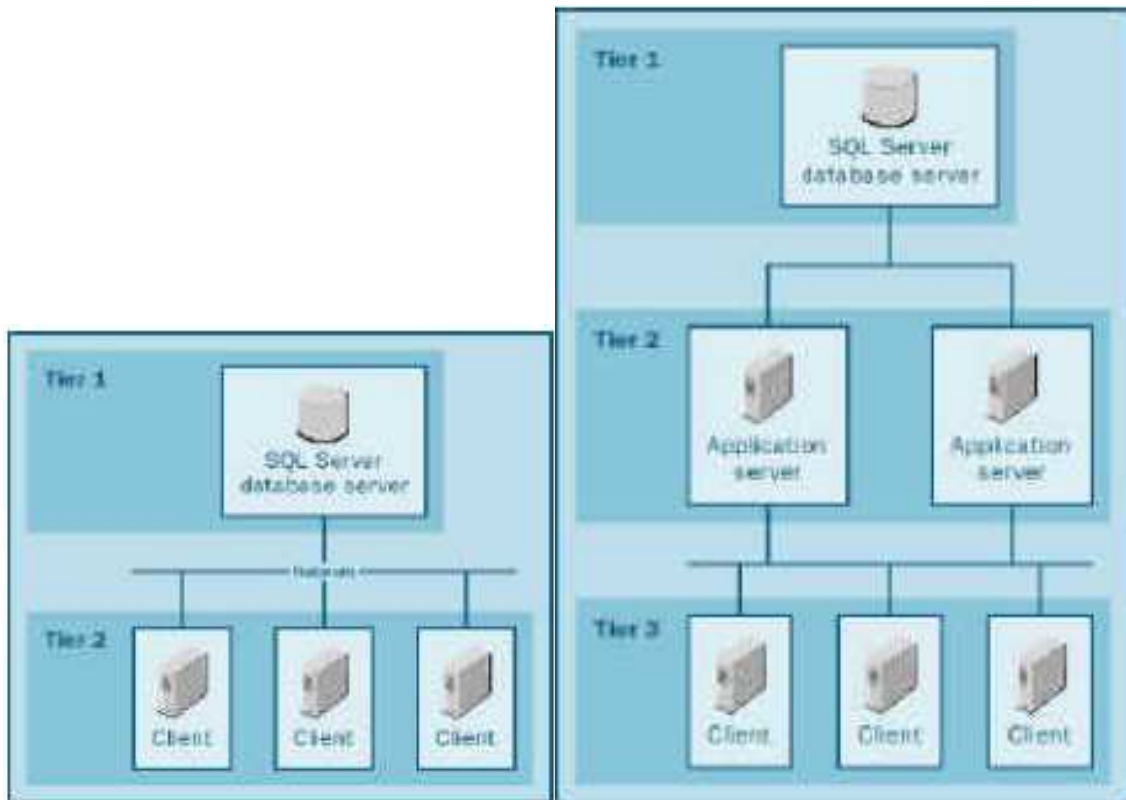 Tier 1
SQL Server
database server
Tier 2
Client
Client
Client
Tier 1
SQL Server
database server
Tier 2
Application
server
Application
server
Tier 3
Client
Client
Client